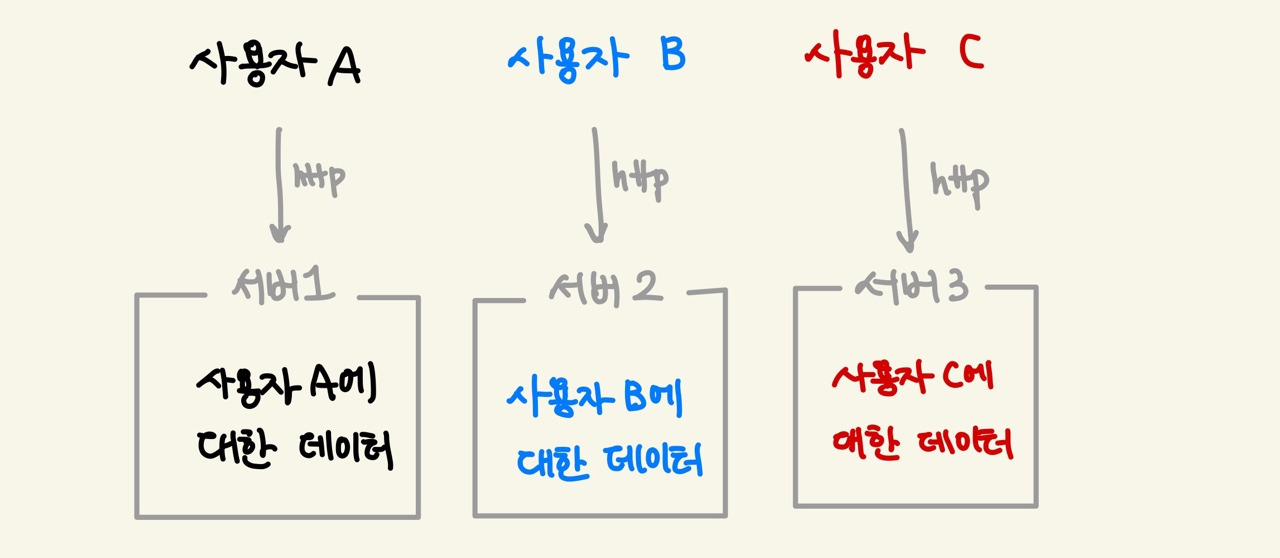 사용자 A
사용자 B
사용자 C
http
http
http
서버 1
서버 2
서버 3
사용자 A에
대한 데이터
사용자 B에
대한 데이터
사용자 C에
대한 데이터